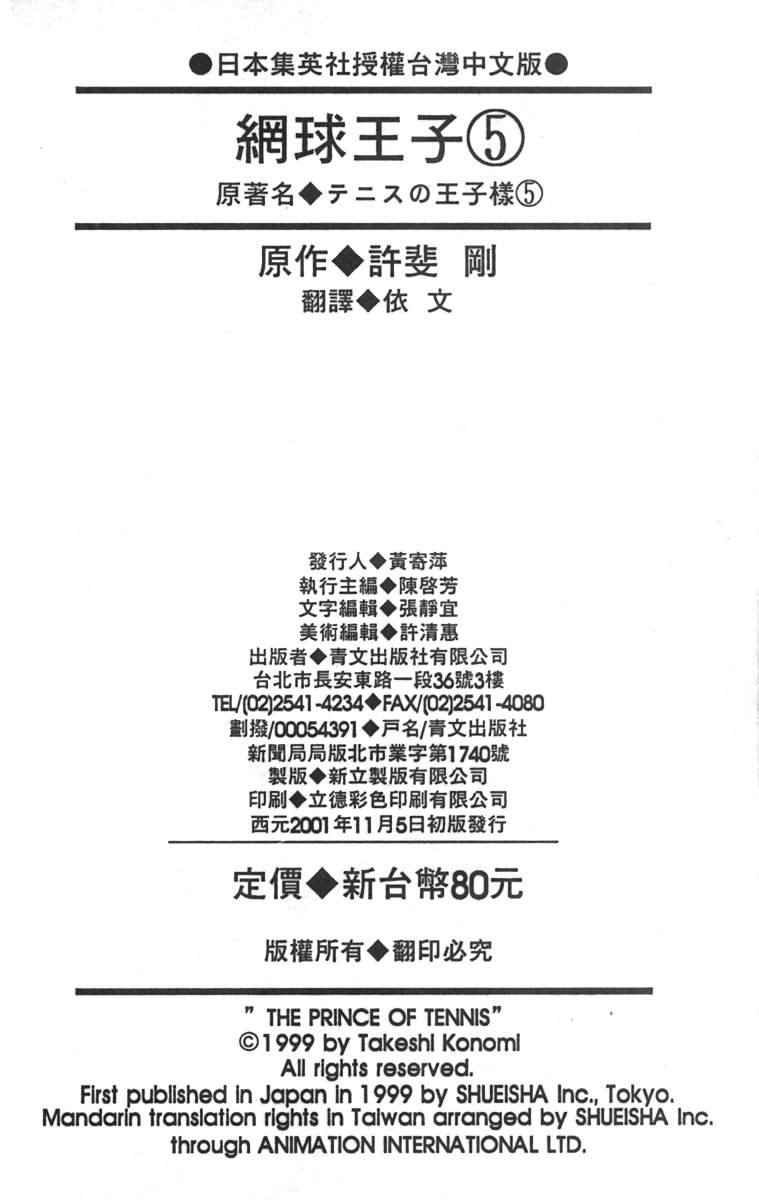 ●日本集英社授權台灣中文版●
網球王子⑤
原著名◆テニスの王子樣⑤
原作◆許斐 剛
翻譯◆依 文
發行人◆黃寄萍
執行主編◆陳啓芳
文字編輯◆張靜宜
美術編輯◆許清惠
出版者◆青文出版社有限公司
台北市長安東路一段36號3樓
TEL/(02)2541-4234◆FAX/(02)2541-4080
劃撥/00054391◆戶名/青文出版社
新聞局局版北市業字第1740號
製版◆新立製版有限公司
印刷◆立德彩色印刷有限公司
西元2001年11月5日初版發行
定價◆新台幣80元
版權所有◆翻印必究
" THE PRINCE OF TENNIS"
©1999 by Takeshi Konomi
All rights reserved.
First published in Japan in 1999 by SHUEISHA Inc., Tokyo.
Mandarin translation rights in Taiwan arranged by SHUEISHA Inc.
through ANIMATION INTERNATIONAL LTD.